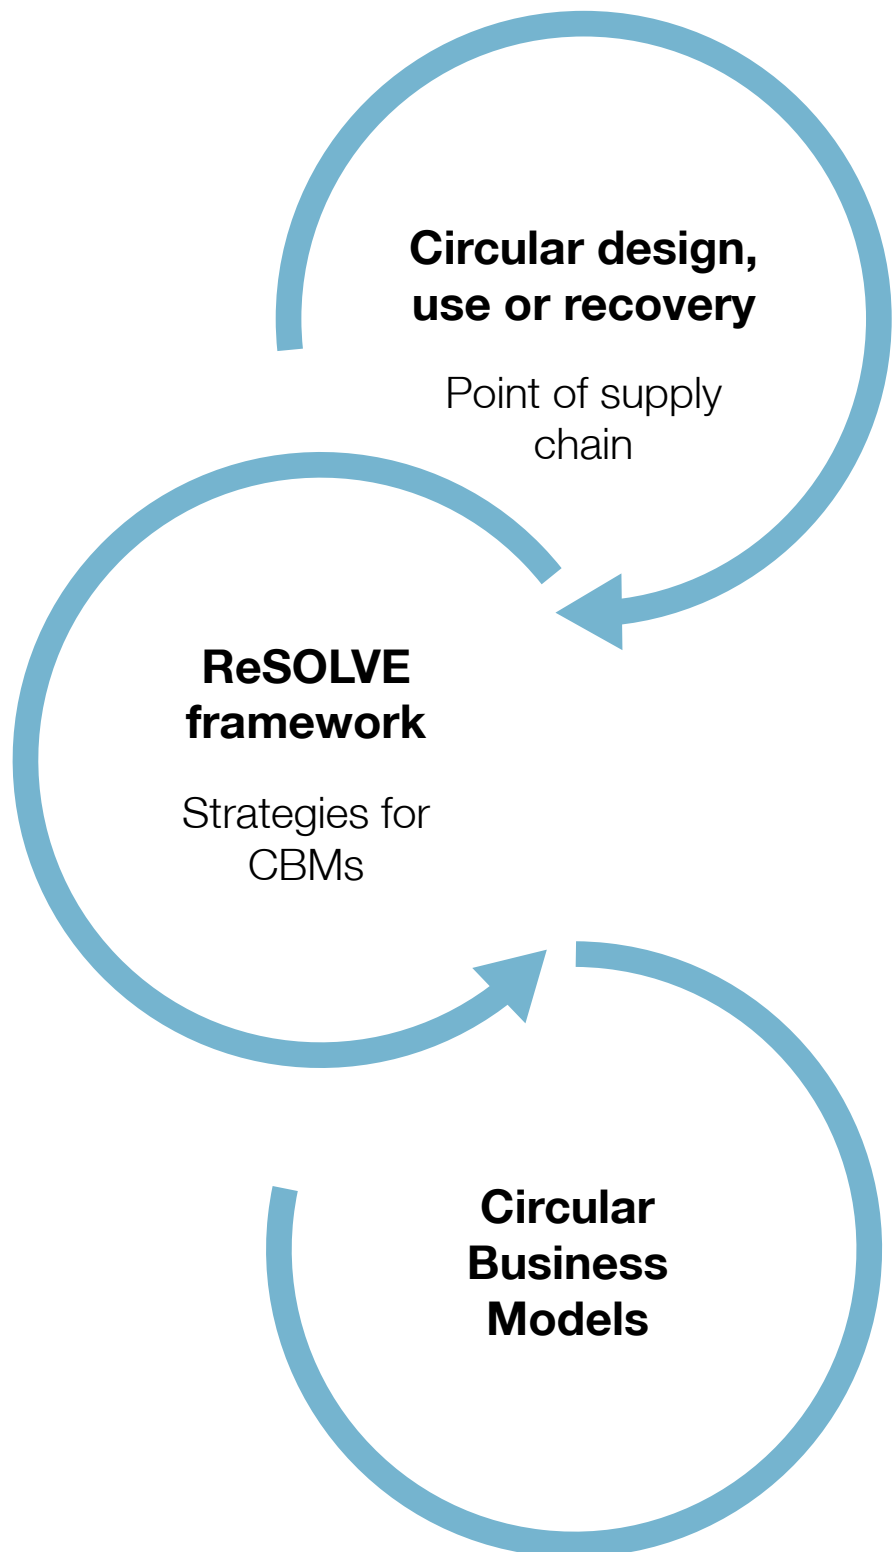 Circular design,
use or recovery
Point of supply
chain
ReSOLVE
framework
Strategies for
CBMs
Circular
Business
Models